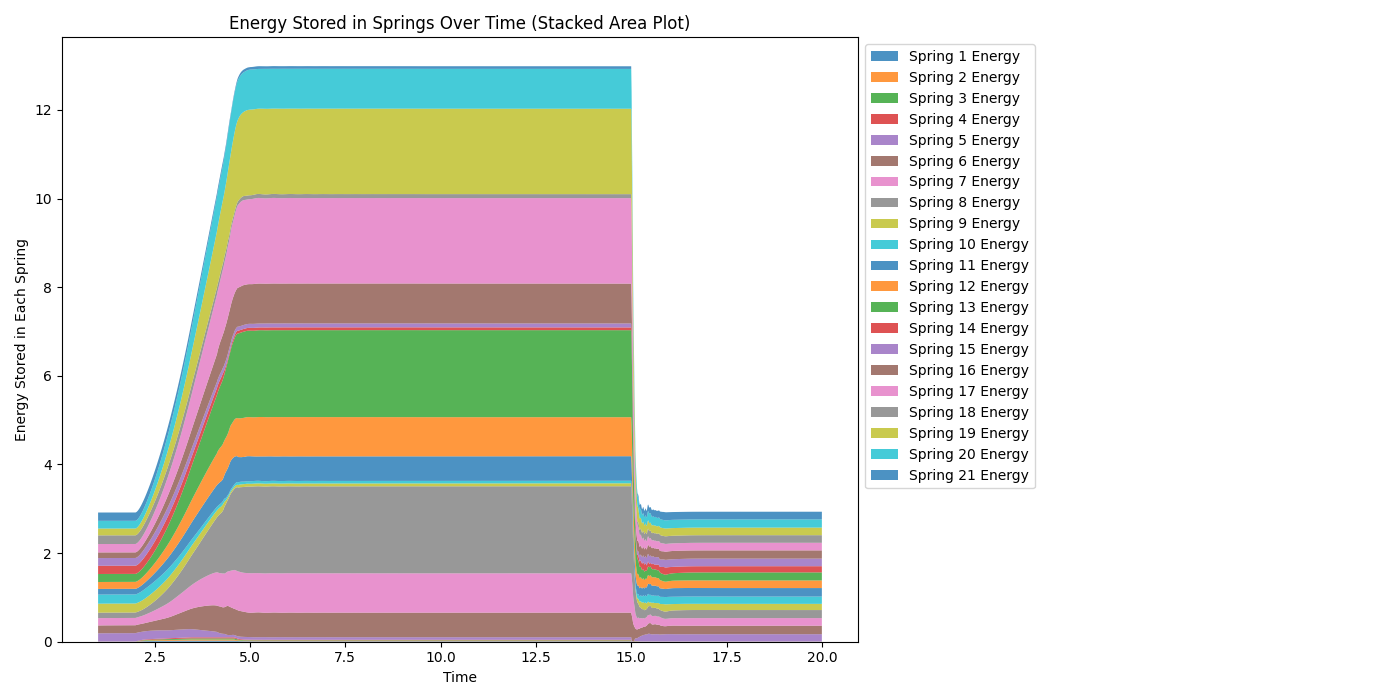 Energy Stored in Springs Over Time (Stacked Area Plot)
Energy Stored in Each Spring
12
10
8
6
4
2
0
2.5 5.0 7.5 10.0 12.5 15.0 17.5 20.0
Time
Spring 1 Energy
Spring 2 Energy
Spring 3 Energy
Spring 4 Energy
Spring 5 Energy
Spring 6 Energy
Spring 7 Energy
Spring 8 Energy
Spring 9 Energy
Spring 10 Energy
Spring 11 Energy
Spring 12 Energy
Spring 13 Energy
Spring 14 Energy
Spring 15 Energy
Spring 16 Energy
Spring 17 Energy
Spring 18 Energy
Spring 19 Energy
Spring 20 Energy
Spring 21 Energy